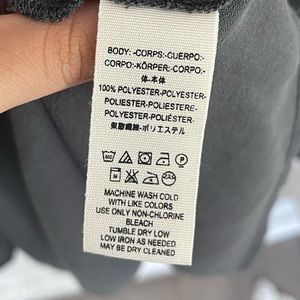 BODY: -CORPS:-CUERPO:-
CORPO:-KÖRPER:-CORPO.-
体-本体
100% POLYESTER-POLYESTER-
POLIESTER-POLIESTERE-
POLYESTER-POLIÉSTER-
聚酯纖維-ポリエステル
MACHINE WASH COLD
WITH LIKE COLORS
USE ONLY NON-CHLORINE
BLEACH
TUMBLE DRY LOW
LOW IRON AS NEEDED
MAY BE DRY CLEANED